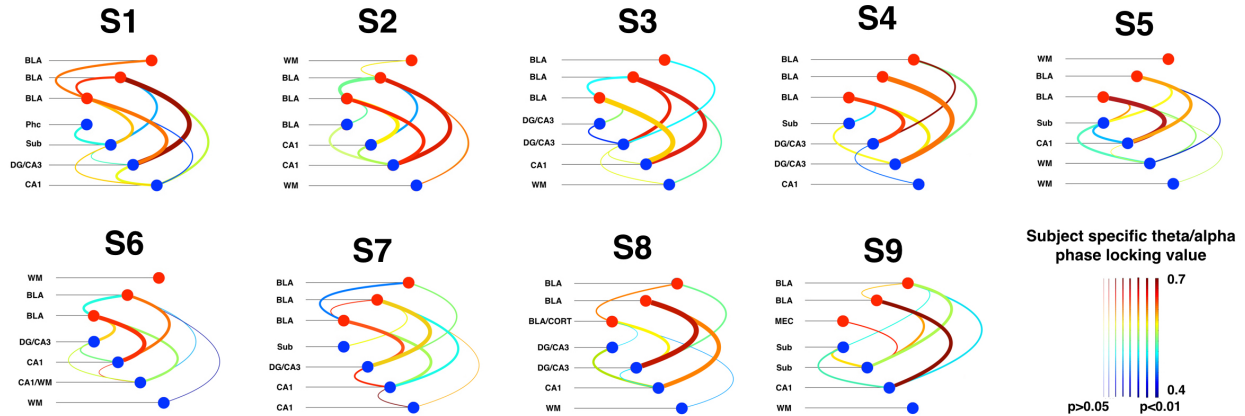 S1
BLA
BLA
BLA
Phc
Sub
DG/CA3
CA1
S2
WM
BLA
BLA
BLA
CA1
CA1
WM
S3
BLA
BLA
BLA
DG/CA3
DG/CA3
CA1
WM
S4
BLA
BLA
BLA
Sub
DG/CA3
DG/CA3
CA1
S5
WM
BLA
BLA
Sub
CA1
WM
WM
S6
WM
BLA
BLA
DG/CA3
CA1
CA1/WM
WM
S7
BLA
BLA
BLA
Sub
DG/CA3
CA1
CA1
S8
BLA
BLA
BLA/CORT
DG/CA3
DG/CA3
CA1
WM
S9
BLA
BLA
MEC
Sub
Sub
CA1
WM
Subject specific theta/alpha
phase locking value
0.7
0.4
p>0.05 p<0.01